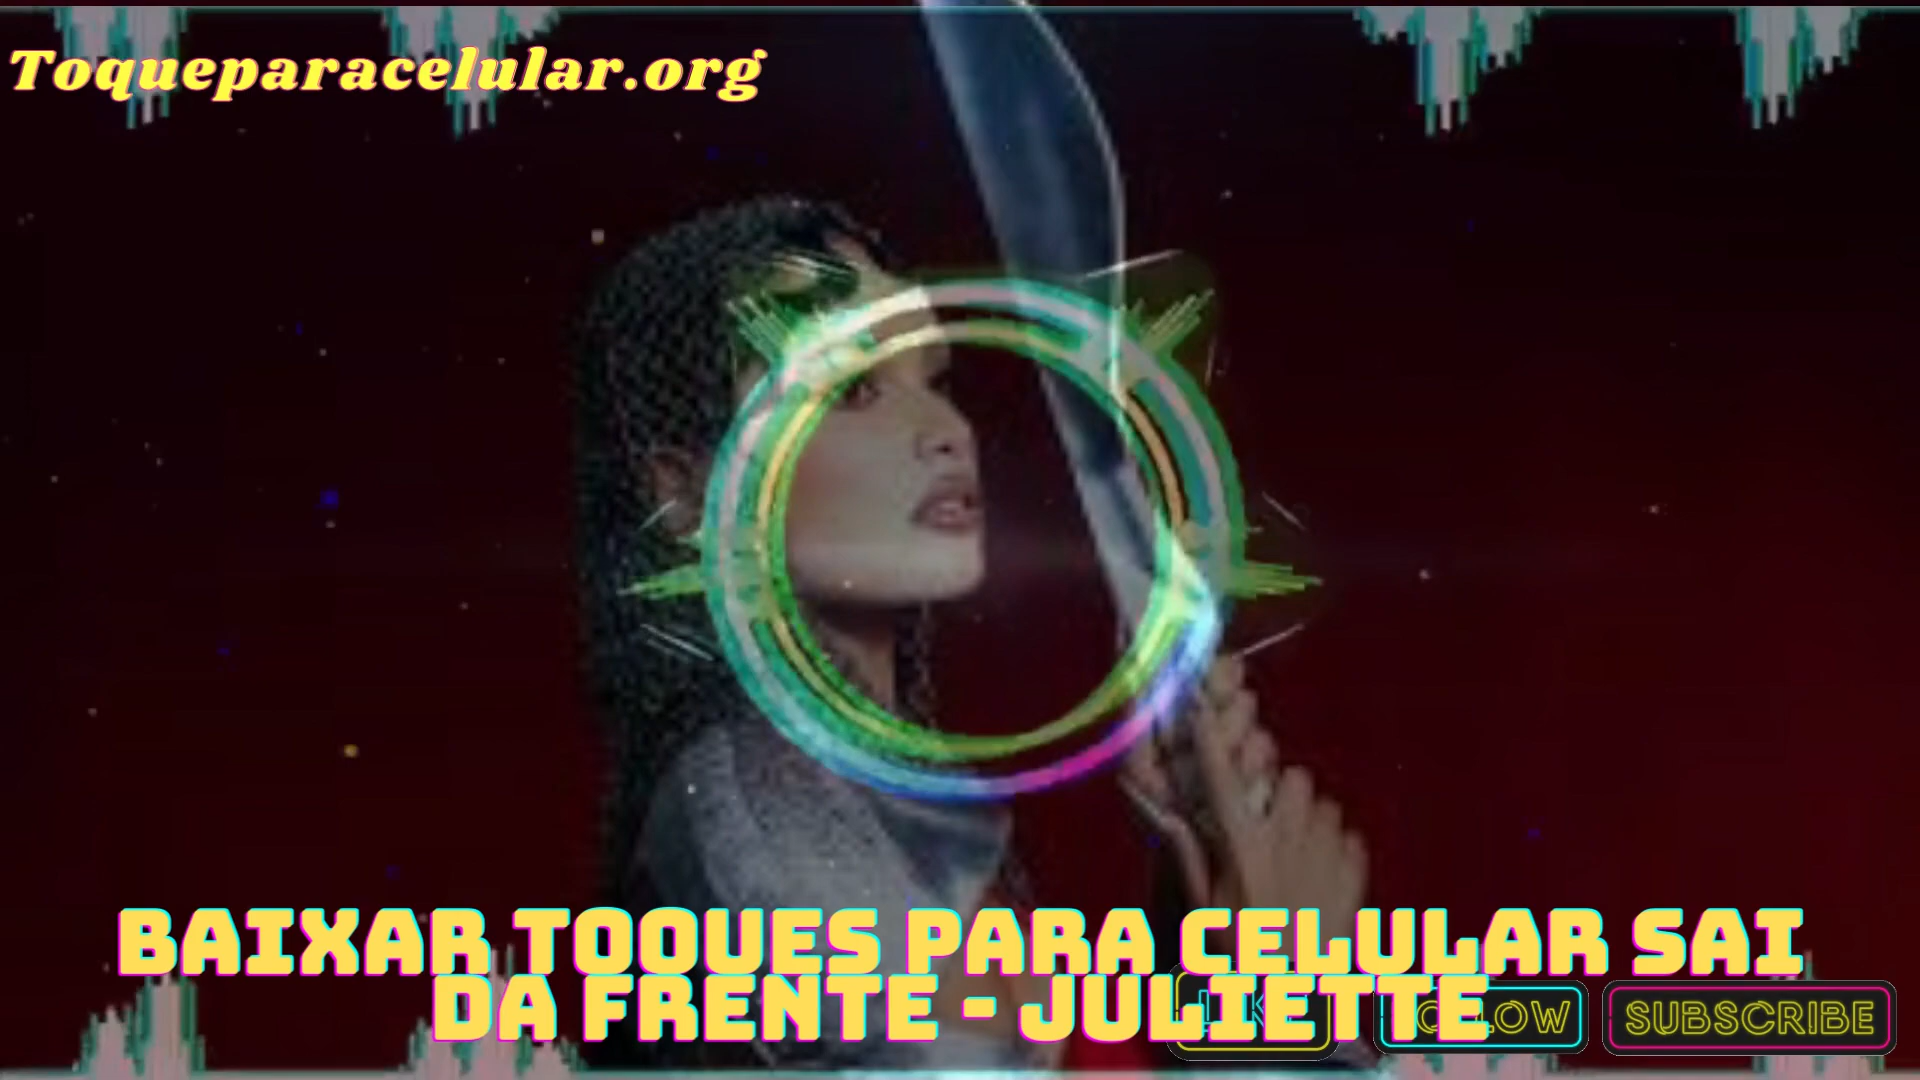 Toqueparacelular.org
BAIXAR TOQUES PARA CELULAR SAI
DA FRENTE - JULIETTE
SUBSCRIBE